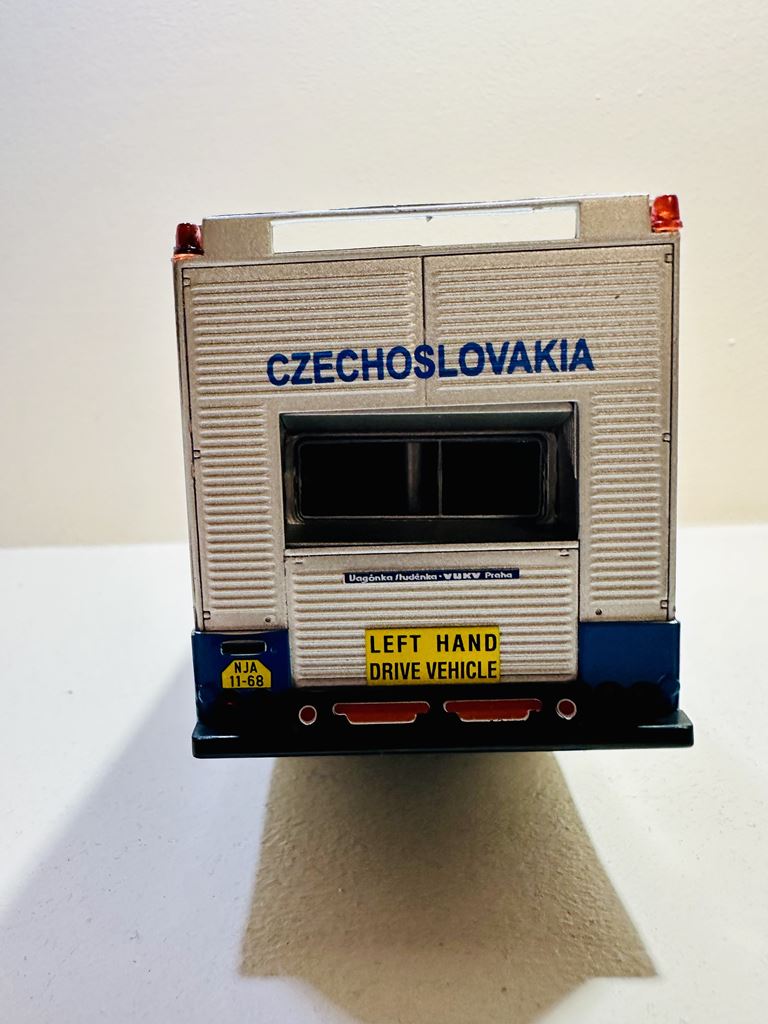 CZECHOSLOVAKIA
Vagónka Studénka · VUKV Praha
LEFT HAND
DRIVE VEHICLE
NJA
11-68